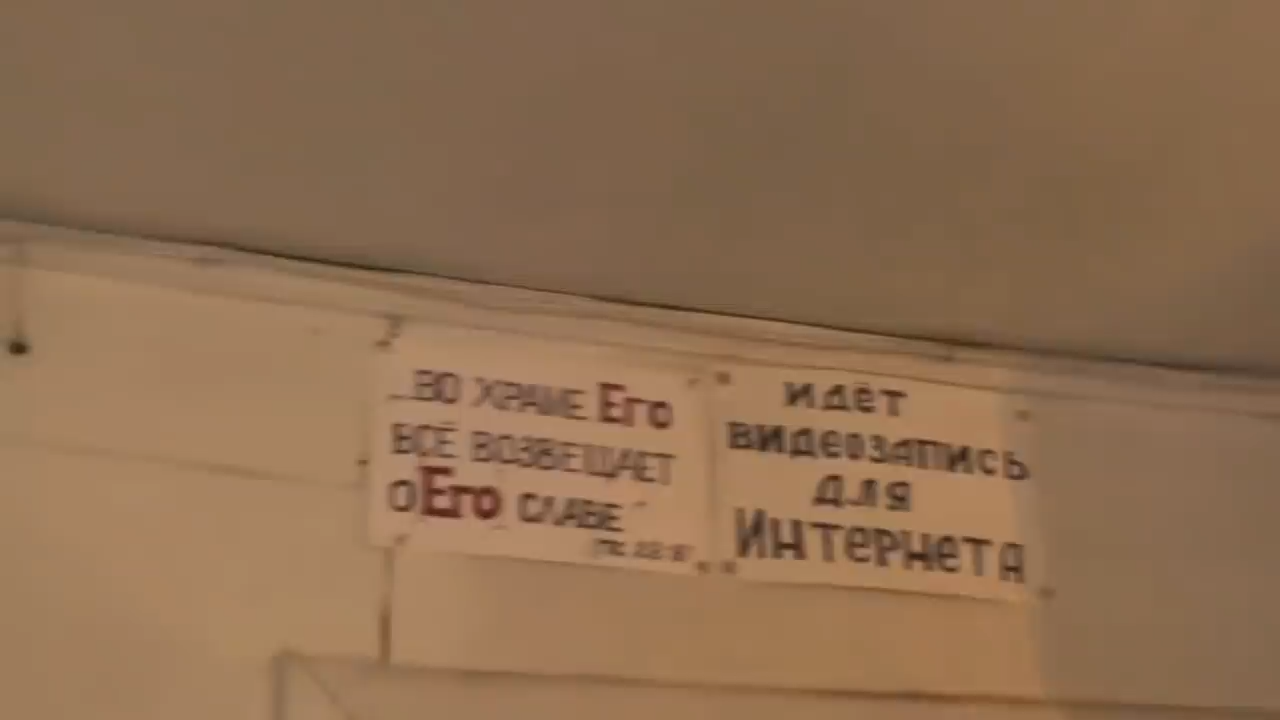 ...ВО ХРАМЕ Его
ВСЁ ВОЗВЕЩАЕТ
О Его СЛАВЕ"
идёт
видеозапись
для
Интернета